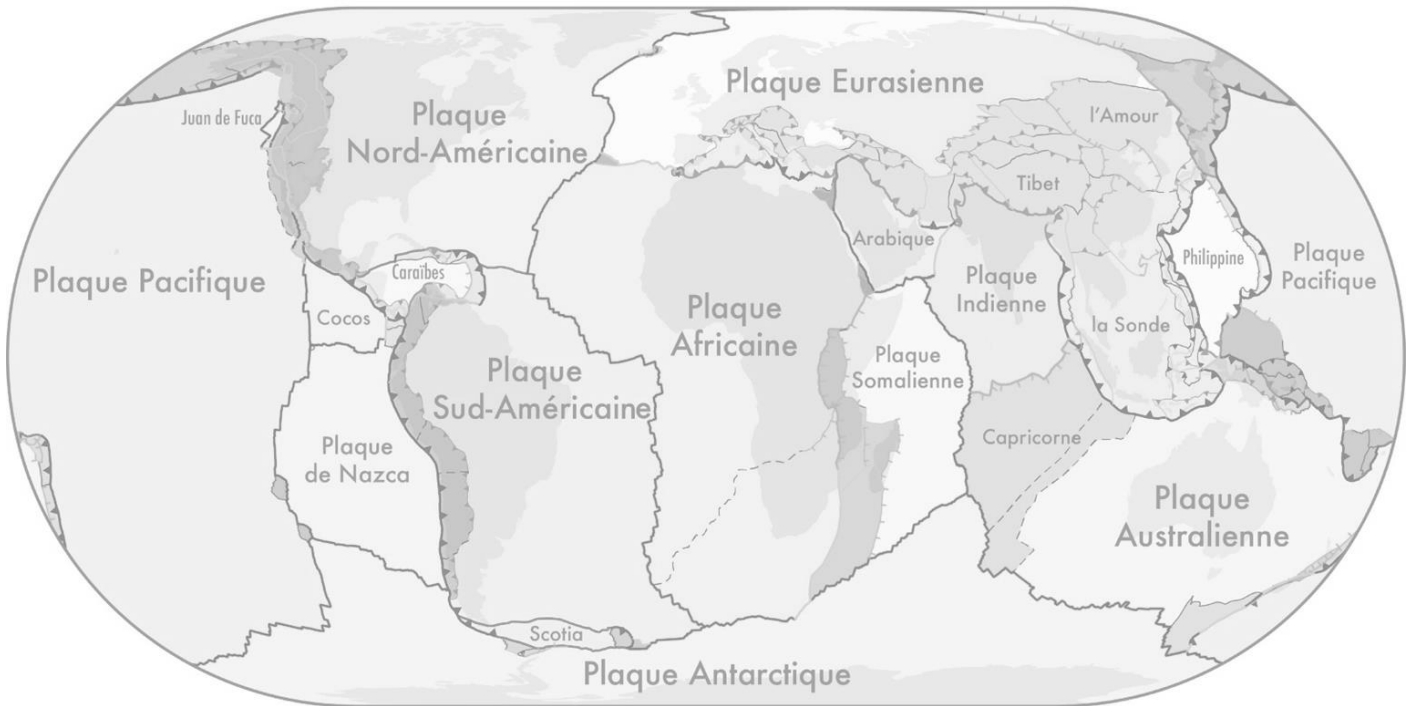 Plaque Eurasienne
Juan de Fuca
Plaque
Nord-Américaine
l'Amour
Tibet
Arabique
Plaque Pacifique
Caraïbes
Plaque
Indienne
Philippine
Plaque
Pacifique
Cocos
Plaque
Africaine
la Sonde
Plaque
Somalienne
Plaque
Sud-Américaine
Plaque
de Nazca
Capricorne
Plaque
Australienne
Scotia
Plaque Antarctique